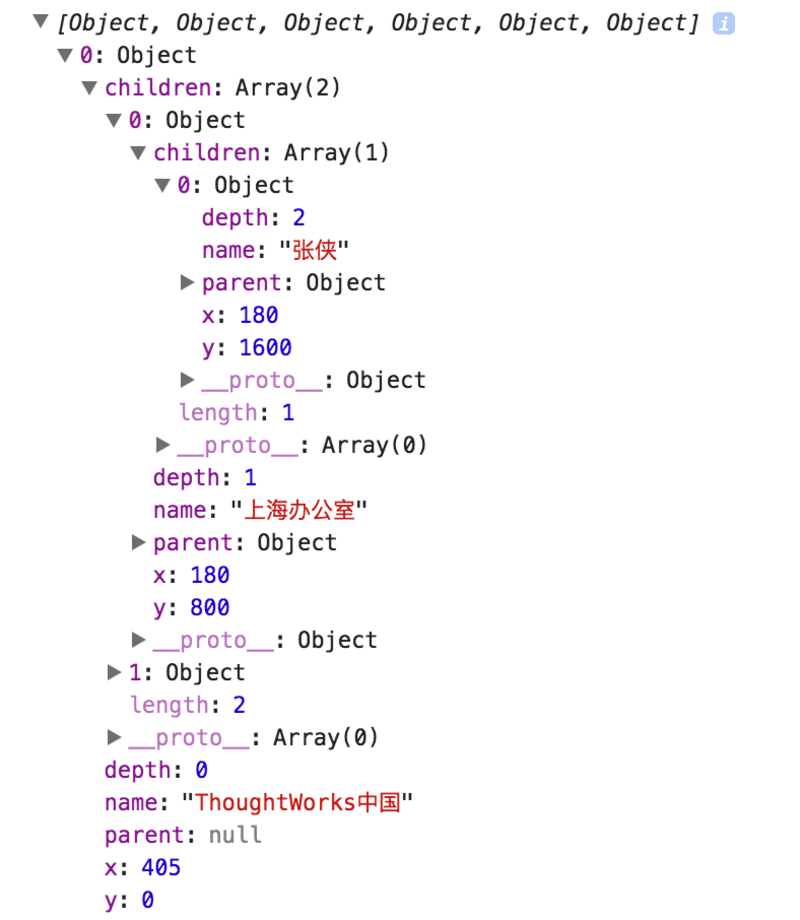 [Object, Object, Object, Object, Object, Object] i
0: Object
children: Array(2)
0: Object
children: Array(1)
0: Object
depth: 2
name: "张侠"
parent: Object
x: 180
y: 1600
__proto__: Object
length: 1
__proto__: Array(0)
depth: 1
name: "上海办公室"
parent: Object
x: 180
y: 800
__proto__: Object
1: Object
length: 2
__proto__: Array(0)
depth: 0
name: "ThoughtWorks中国"
parent: null
x: 405
y: 0